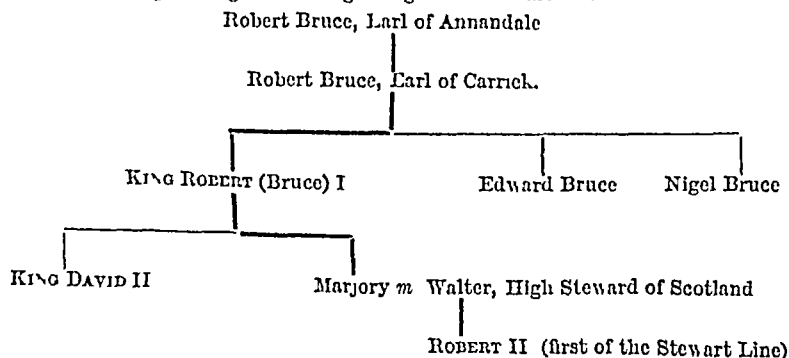 Robert Bruce, Earl of Annandale
Robert Bruce, Earl of Carrick.
KING ROBERT (Bruce) I Edward Bruce Nigel Bruce
KING DAVID II Marjory m Walter, High Steward of Scotland
ROBERT II (first of the Stewart Line)